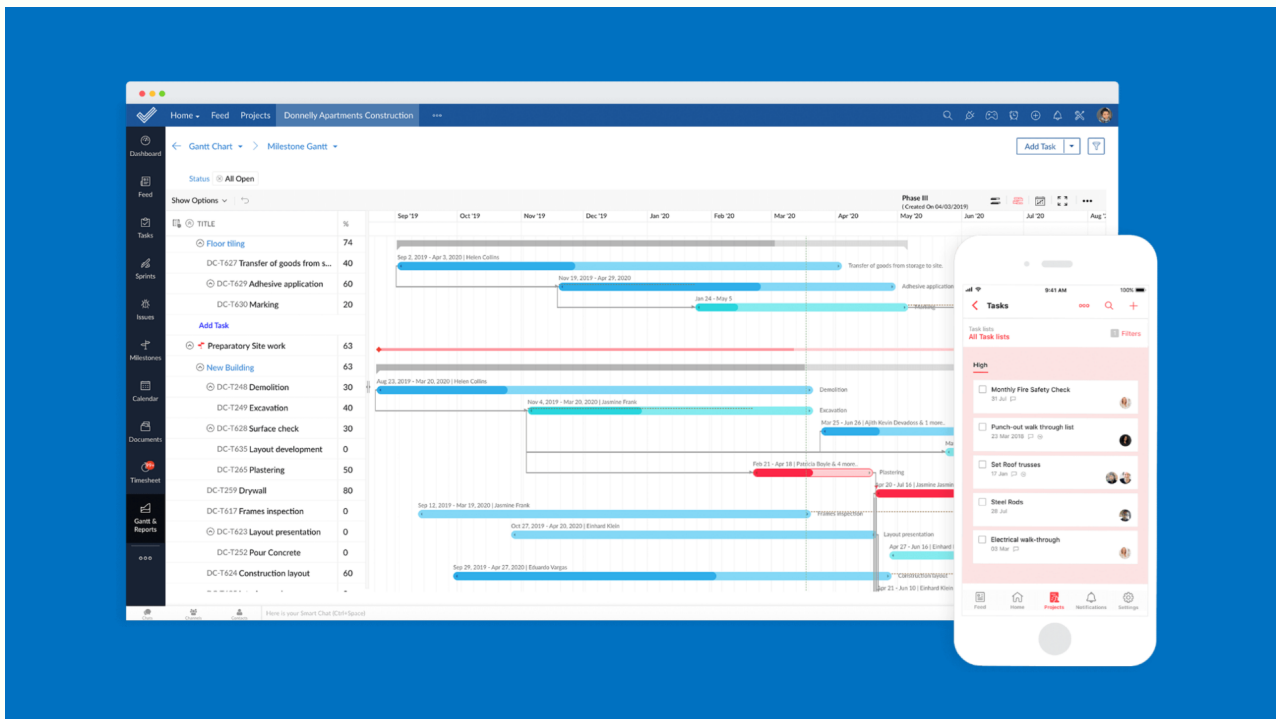 Home Feed Projects Donnelly Apartments Construction
Dashboard
Feed
Tasks
Sprints
Issues
Milestones
Calendar
Documents
99+
Timesheet
Gantt &
Reports
Gantt Chart Milestone Gantt
Add Task
Status All Open
Show Options
Phase III
( Created On 04/03/2019)
TITLE %
Sep '19 Oct '19 Nov '19 Dec '19 Jan '20 Feb '20 Mar '20 Apr '20 May '20 Jun '20 Jul '20 Aug '2
Floor tiling 74
DC-T627 Transfer of goods from s... 40
Sep 2, 2019 - Apr 3, 2020 | Helen Collins
Transfer of goods from storage to site.
DC-T629 Adhesive application 60
Nov 19, 2019 - Apr 29, 2020
Adhesive application
DC-T630 Marking 20
Jan 24 - May 5
Marking
Add Task
Preparatory Site work 63
New Building 63
DC-T248 Demolition 30
Aug 23, 2019 - Mar 20, 2020 | Helen Collins
Demolition
DC-T249 Excavation 40
Nov 4, 2019 - Mar 20, 2020 | Jasmine Frank
Excavation
DC-T628 Surface check 30
Mar 25 - Jun 26 | Ajith Kevin Devadoss & 1 more..
DC-T635 Layout development 0
Ma
DC-T265 Plastering 50
Feb 21 - Apr 18 | Patricia Boyle & 4 more..
Plastering
DC-T259 Drywall 80
Apr 20 - Jul 16 | Jasmine Jasmin
DC-T617 Frames inspection 0
Sep 12, 2019 - Mar 19, 2020 | Jasmine Frank
Frames inspection
DC-T623 Layout presentation 0
Oct 27, 2019 - Apr 20, 2020 | Einhard Klein
Layout presentation
DC-T252 Pour Concrete 0
Apr 27 - Jun 16 | Einhard
DC-T624 Construction layout 60
Sep 29, 2019 - Apr 27, 2020 | Eduardo Vargas
Construction layout
Apr 21 - Jun 10 | Einhard Klein
Chats Channels Contacts Here is your Smart Chat (Ctrl+Space)
9:41 AM 100%
Tasks
Task lists
All Task lists
1 Filters
High
Monthly Fire Safety Check
31 Jul
Punch-out walk through list
23 Mar 2018
Set Roof trusses
17 Jan
Steel Rods
28 Jul
Electrical walk-through
03 Mar
Feed Home Projects Notifications Settings